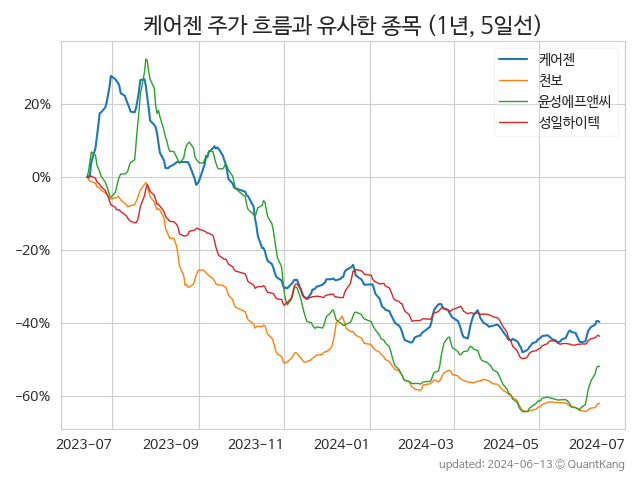 케어젠 주가 흐름과 유사한 종목 (1년, 5일선)
케어젠
천보
윤성에프앤씨
성일하이텍
20%
0%
−20%
−40%
−60%
2023-07 2023-09 2023-11 2024-01 2024-03 2024-05 2024-07
updated: 2024-06-13 © QuantKang